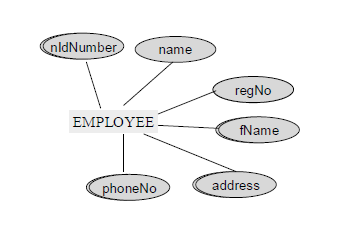 nIdNumber
name
regNo
EMPLOYEE
fName
phoneNo
address